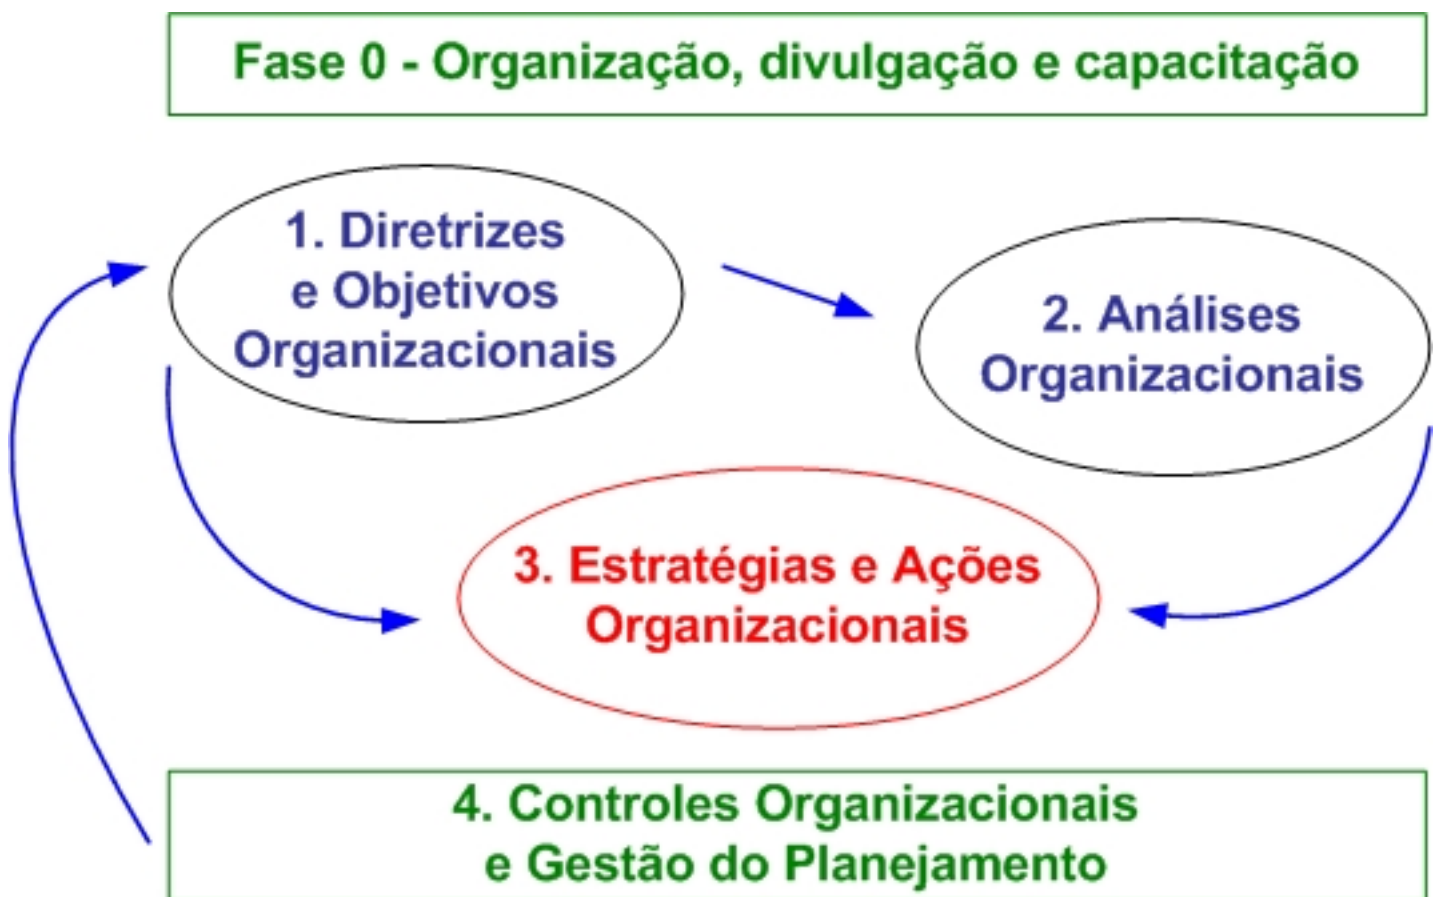 Fase 0 - Organização, divulgação e capacitação
1. Diretrizes
e Objetivos
Organizacionais
2. Análises
Organizacionais
3. Estratégias e Ações
Organizacionais
4. Controles Organizacionais
e Gestão do Planejamento